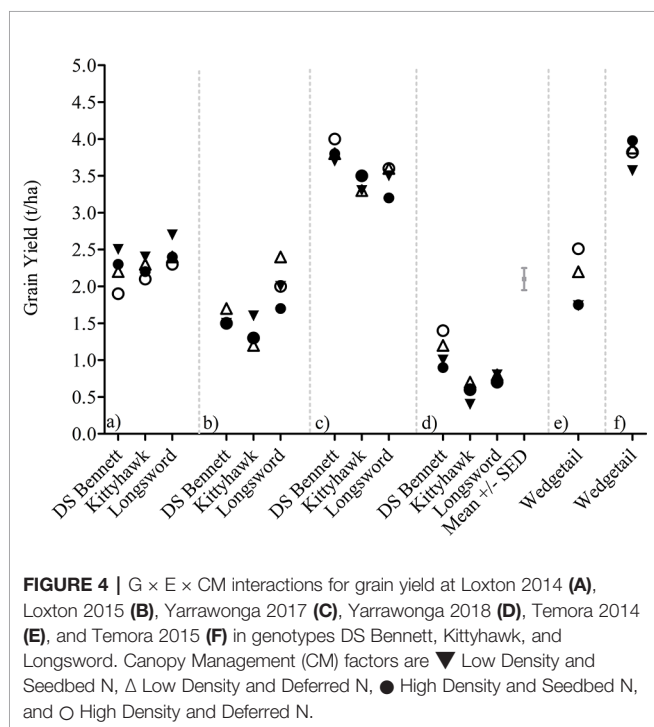 5.0
4.5
4.0
3.5
3.0
2.5
2.0
1.5
1.0
0.5
0.0
Grain Yield (t/ha)
a)
b)
c)
d)
e)
f)
DS Bennett
Kittyhawk
Longsword
DS Bennett
Kittyhawk
Longsword
DS Bennett
Kittyhawk
Longsword
DS Bennett
Kittyhawk
Longsword
Mean +/- SED
Wedgetail
Wedgetail
FIGURE 4 | G × E × CM interactions for grain yield at Loxton 2014 (A),
Loxton 2015 (B), Yarrawonga 2017 (C), Yarrawonga 2018 (D), Temora 2014
(E), and Temora 2015 (F) in genotypes DS Bennett, Kittyhawk, and
Longsword. Canopy Management (CM) factors are ▼ Low Density and
Seedbed N, Δ Low Density and Deferred N, ● High Density and Seedbed N,
and ○ High Density and Deferred N.